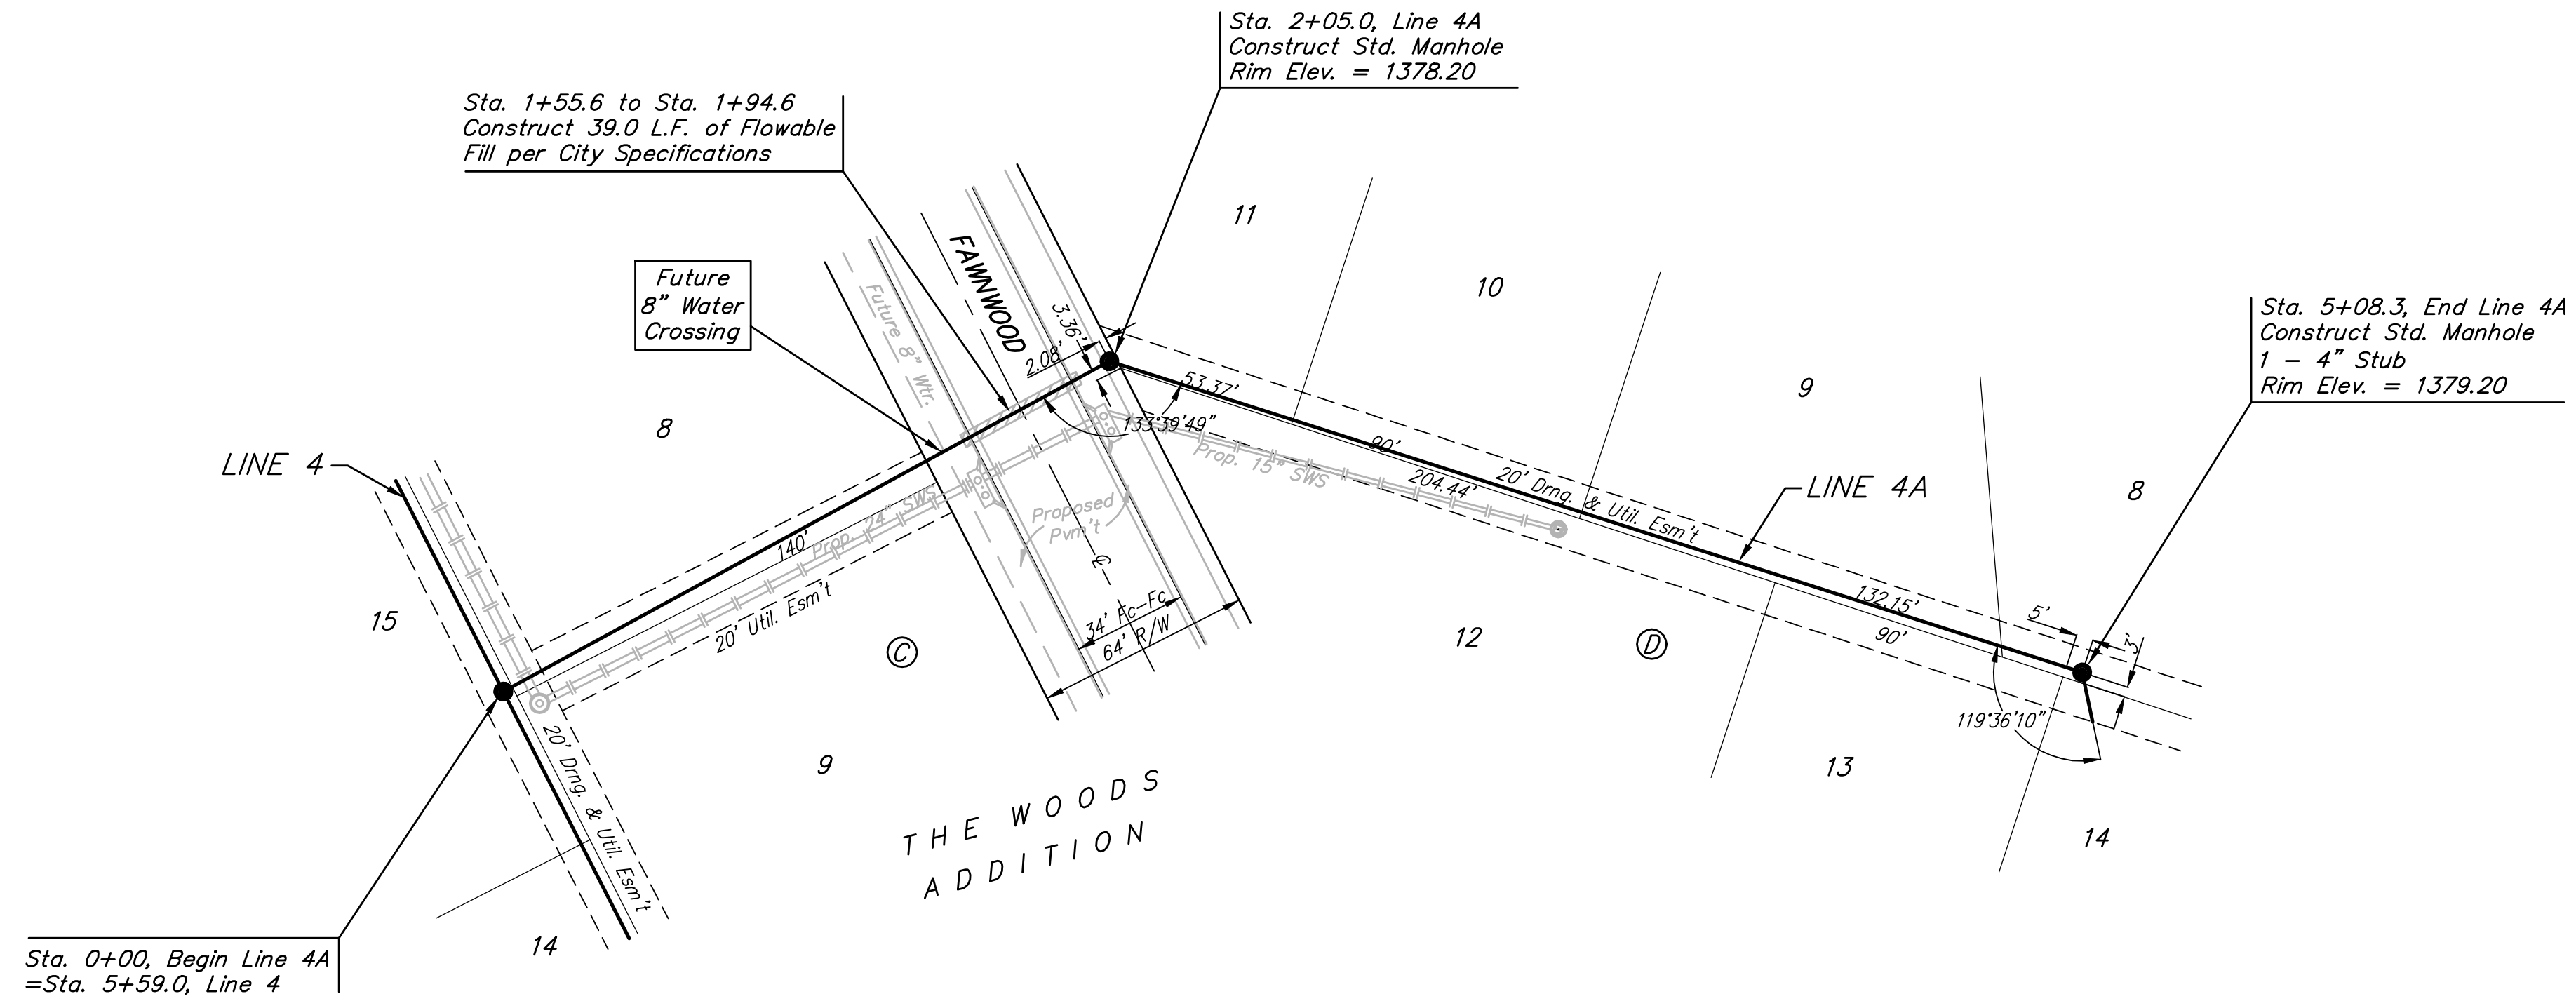 Sta. 2+05.0, Line 4A
Construct Std. Manhole
Rim Elev. = 1378.20
Sta. 1+55.6 to Sta. 1+94.6
Construct 39.0 L.F. of Flowable
Fill per City Specifications
Future
8" Water
Crossing
Future 8" Wtr.
FAWNWOOD
3.36'
2.08'
11
10
9
8
Sta. 5+08.3, End Line 4A
Construct Std. Manhole
1 - 4" Stub
Rim Elev. = 1379.20
53.37'
133°39'49"
Prop. 15" SWS
90'
204.44'
20' Drng. & Util. Esm't
LINE 4A
132.15'
90'
5'
3'
119°36'10"
8
LINE 4
15
140'
Prop. 24" SWS
20' Util. Esm't
Proposed
Pvm't
℄
34' Fc-Fc
64' R/W
C
12
D
13
14
20' Drng. & Util. Esm't
9
THE WOODS
ADDITION
14
Sta. 0+00, Begin Line 4A
=Sta. 5+59.0, Line 4